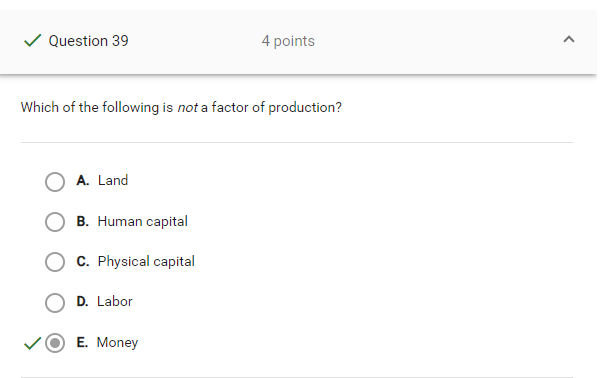 Question 39 4 points
Which of the following is not a factor of production?
A. Land
B. Human capital
C. Physical capital
D. Labor
E. Money